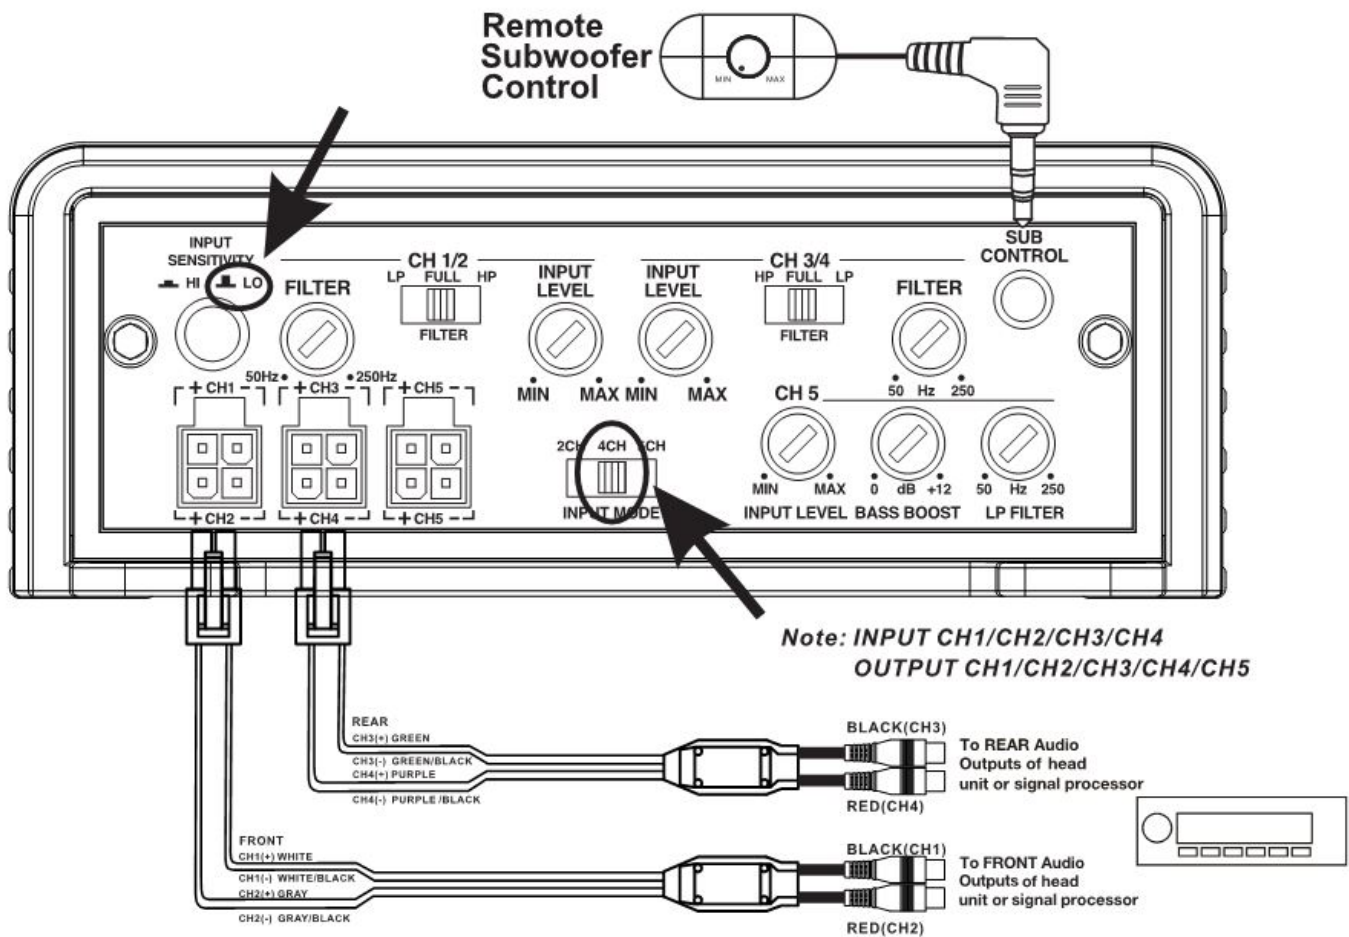 Remote
Subwoofer
Control
MIN MAX
INPUT
SENSITIVITY
HI LO
FILTER
50Hz 250Hz
CH 1/2
LP FULL HP
FILTER
INPUT
LEVEL
MIN MAX
INPUT
LEVEL
MIN MAX
CH 3/4
HP FULL LP
FILTER
FILTER
50 Hz 250
SUB
CONTROL
+ CH1 -
+ CH3 -
+ CH5 -
+ CH2 -
+ CH4 -
+ CH5 -
2CH 4CH CH
INPUT MODE
CH 5
MIN MAX
INPUT LEVEL
0 dB +12
BASS BOOST
50 Hz 250
LP FILTER
Note: INPUT CH1/CH2/CH3/CH4
OUTPUT CH1/CH2/CH3/CH4/CH5
REAR
CH3(+) GREEN
CH3(-) GREEN/BLACK
CH4(+) PURPLE
CH4(-) PURPLE/BLACK
BLACK(CH3)
RED(CH4)
To REAR Audio
Outputs of head
unit or signal processor
FRONT
CH1(+) WHITE
CH1(-) WHITE/BLACK
CH2(+) GRAY
CH2(-) GRAY/BLACK
BLACK(CH1)
RED(CH2)
To FRONT Audio
Outputs of head
unit or signal processor